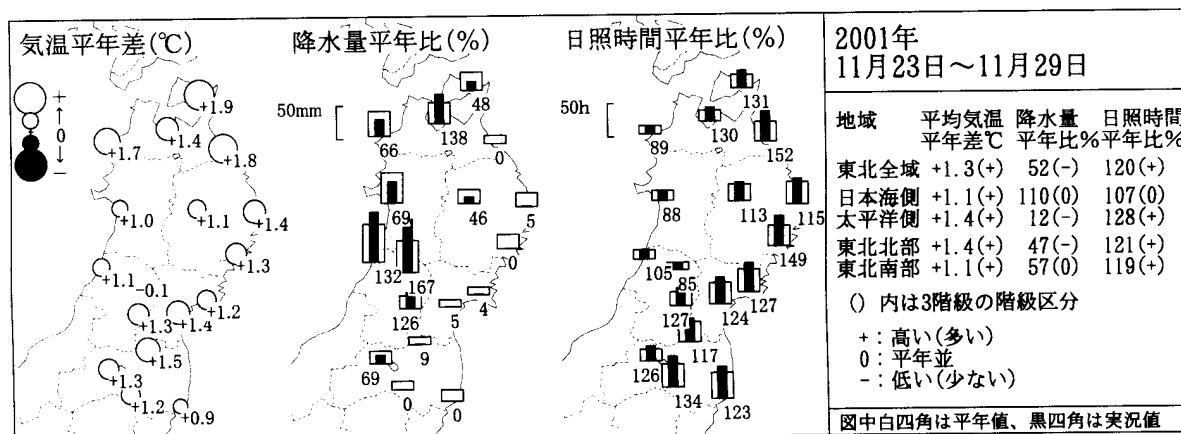 気温平年差(℃)
+
↑
0
↓
−
+1.9
+1.4
+1.7
+1.8
+1.0
+1.1
+1.4
+1.3
+1.1
-0.1
+1.2
+1.3
+1.4
+1.5
+1.3
+1.2
+0.9
降水量平年比(%)
50mm
48
138
66
0
69
46
5
0
132
167
4
126
5
9
69
0
0
日照時間平年比(%)
50h
131
130
89
152
88
113
115
149
105
85
127
127
124
117
126
134
123
2001年
11月23日～11月29日
地域 平均気温 降水量 日照時間
平年差℃ 平年比% 平年比%
東北全域 +1.3(+) 52(-) 120(+)
日本海側 +1.1(+) 110(0) 107(0)
太平洋側 +1.4(+) 12(-) 128(+)
東北北部 +1.4(+) 47(-) 121(+)
東北南部 +1.1(+) 57(0) 119(+)
() 内は3階級の階級区分
+：高い(多い)
0：平年並
−：低い(少ない)
図中白四角は平年値、黒四角は実況値